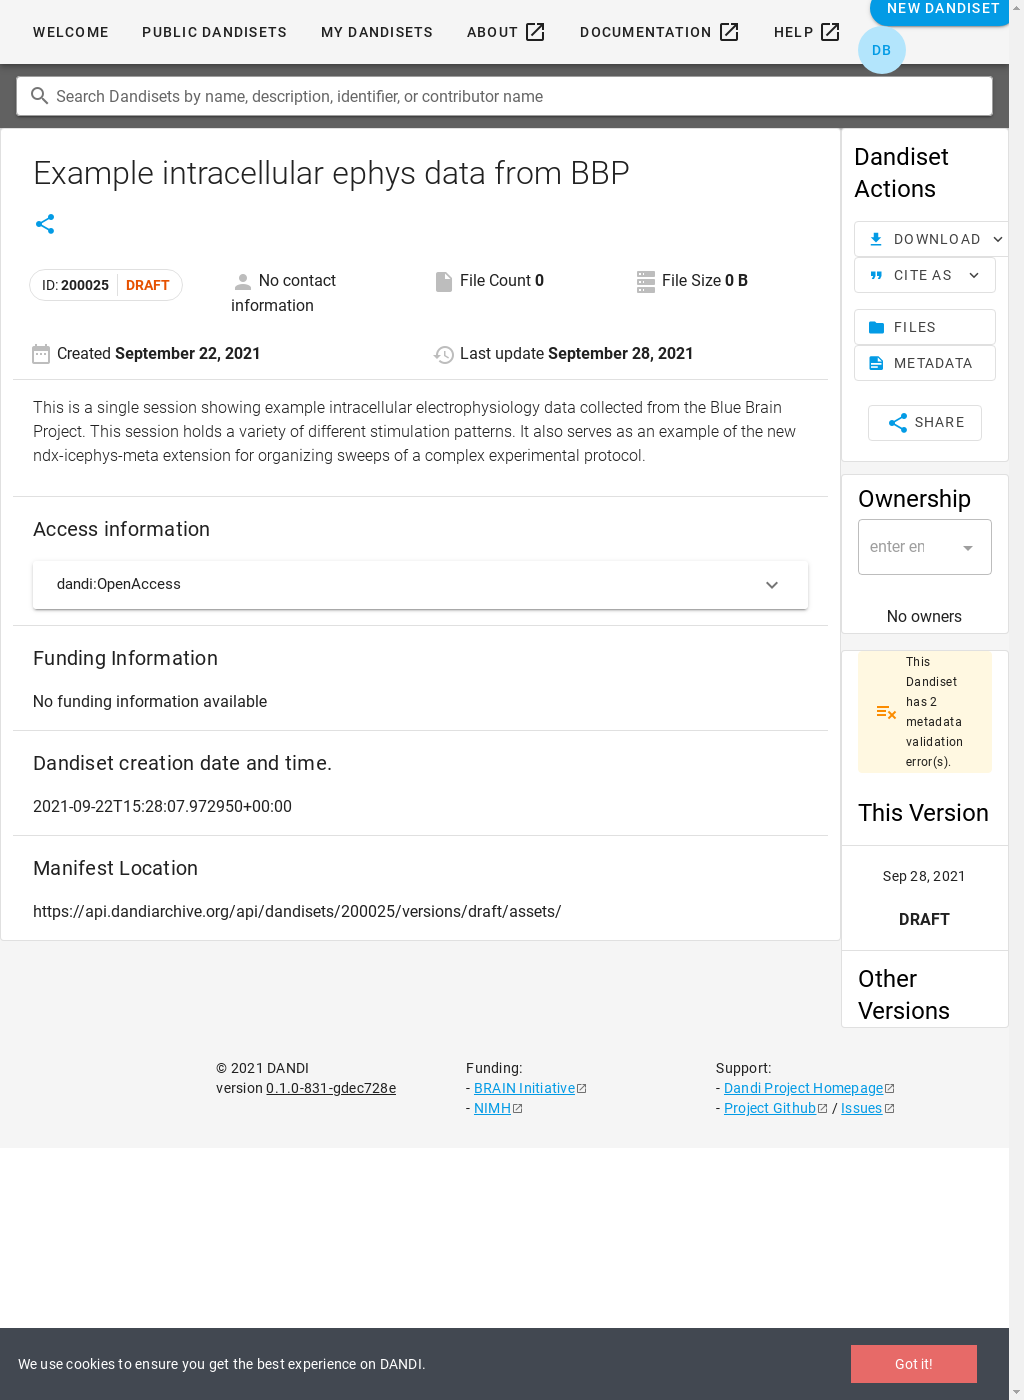 WELCOME
PUBLIC DANDISETS
MY DANDISETS
ABOUT
DOCUMENTATION
HELP
NEW DANDISET
DB
Search Dandisets by name, description, identifier, or contributor name
Example intracellular ephys data from BBP
ID: 200025 DRAFT
No contact
information
File Count 0
File Size 0 B
Created September 22, 2021
Last update September 28, 2021
This is a single session showing example intracellular electrophysiology data collected from the Blue Brain
Project. This session holds a variety of different stimulation patterns. It also serves as an example of the new
ndx-icephys-meta extension for organizing sweeps of a complex experimental protocol.
Access information
dandi:OpenAccess
Funding Information
No funding information available
Dandiset creation date and time.
2021-09-22T15:28:07.972950+00:00
Manifest Location
https://api.dandiarchive.org/api/dandisets/200025/versions/draft/assets/
Dandiset
Actions
DOWNLOAD
CITE AS
FILES
METADATA
SHARE
Ownership
enter en
No owners
This
Dandiset
has 2
metadata
validation
error(s).
This Version
Sep 28, 2021
DRAFT
Other
Versions
© 2021 DANDI
version 0.1.0-831-gdec728e
Funding:
- BRAIN Initiative
- NIMH
Support:
- Dandi Project Homepage
- Project Github / Issues
We use cookies to ensure you get the best experience on DANDI.
Got it!